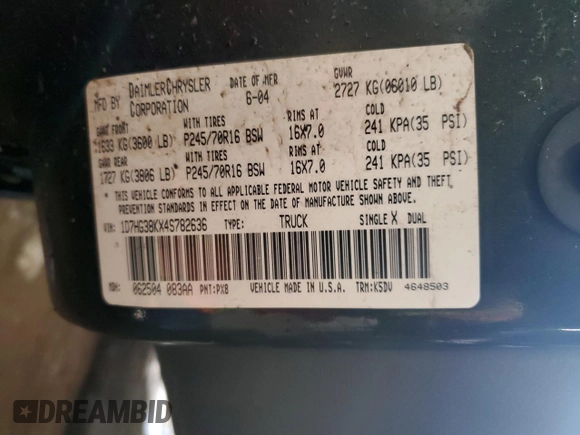 MFD BY DAIMLERCHRYSLER CORPORATION
DATE OF MFR 6-04
GVWR 2727 KG(06010 LB)
GAWR FRONT WITH TIRES RIMS AT COLD
1633 KG(3600 LB) P245/70R16 BSW 16X7.0 241 KPA(35 PSI)
GAWR REAR WITH TIRES RIMS AT COLD
1727 KG(3806 LB) P245/70R16 BSW 16X7.0 241 KPA(35 PSI)
* THIS VEHICLE CONFORMS TO ALL APPLICABLE FEDERAL MOTOR VEHICLE SAFETY AND THEFT
PREVENTION STANDARDS IN EFFECT ON THE DATE OF MANUFACTURE SHOWN ABOVE.
VIN: 1D7HG38KX4S782636 TYPE: TRUCK SINGLE X DUAL
MDH: 062504 083AA PNT:PXB VEHICLE MADE IN U.S.A. TRM:K5DV 4648503
DREAMBID